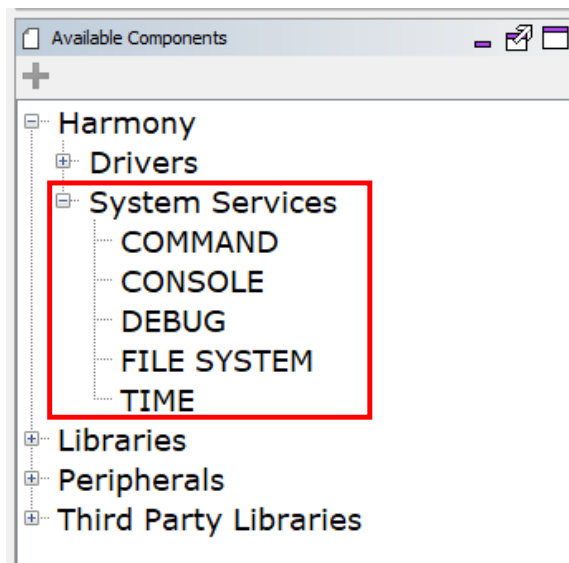 Available Components
Harmony
Drivers
System Services
COMMAND
CONSOLE
DEBUG
FILE SYSTEM
TIME
Libraries
Peripherals
Third Party Libraries